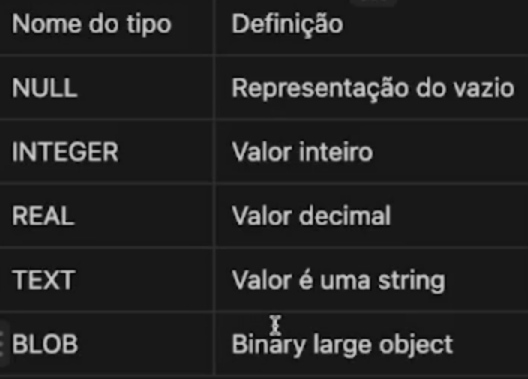 Nome do tipo Definição
NULL Representação do vazio
INTEGER Valor inteiro
REAL Valor decimal
TEXT Valor é uma string
BLOB Binary large object